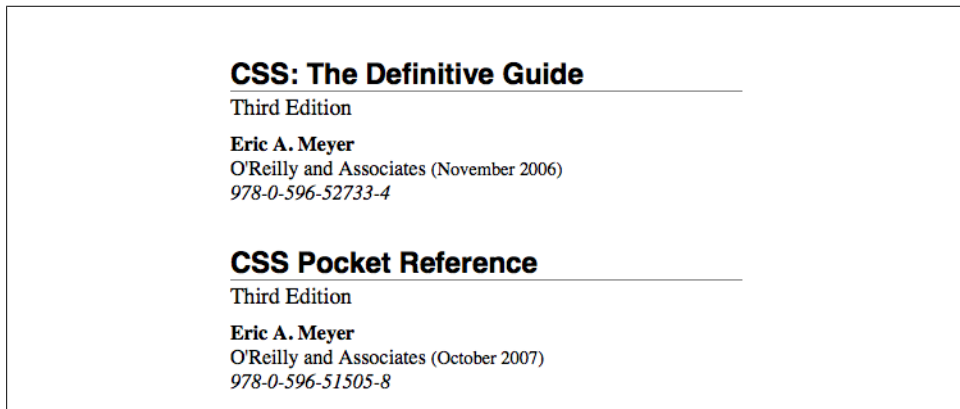 CSS: The Definitive Guide
Third Edition
Eric A. Meyer
O'Reilly and Associates (November 2006)
978-0-596-52733-4
CSS Pocket Reference
Third Edition
Eric A. Meyer
O'Reilly and Associates (October 2007)
978-0-596-51505-8